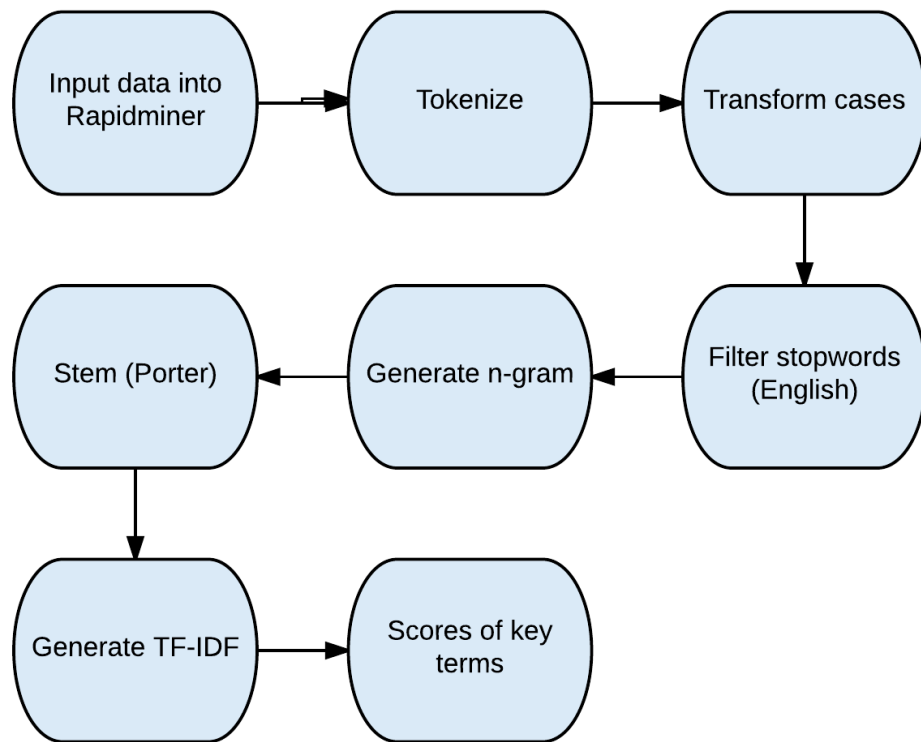 Input data into
Rapidminer
Tokenize
Transform cases
Filter stopwords
(English)
Generate n-gram
Stem (Porter)
Generate TF-IDF
Scores of key
terms